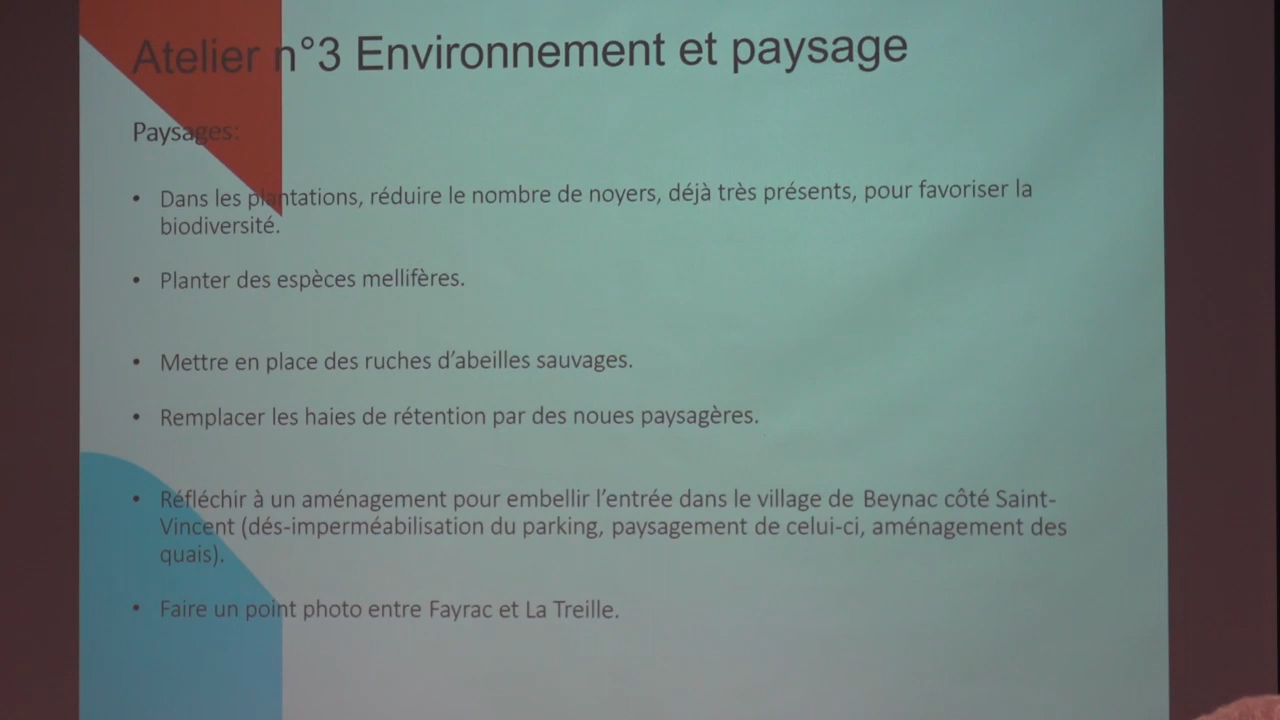 Atelier n°3 Environnement et paysage
Paysages:
• Dans les plantations, réduire le nombre de noyers, déjà très présents, pour favoriser la
biodiversité.
• Planter des espèces mellifères.
• Mettre en place des ruches d'abeilles sauvages.
• Remplacer les haies de rétention par des noues paysagères.
• Réfléchir à un aménagement pour embellir l'entrée dans le village de Beynac côté Saint-
Vincent (dés-imperméabilisation du parking, paysagement de celui-ci, aménagement des
quais).
• Faire un point photo entre Fayrac et La Treille.